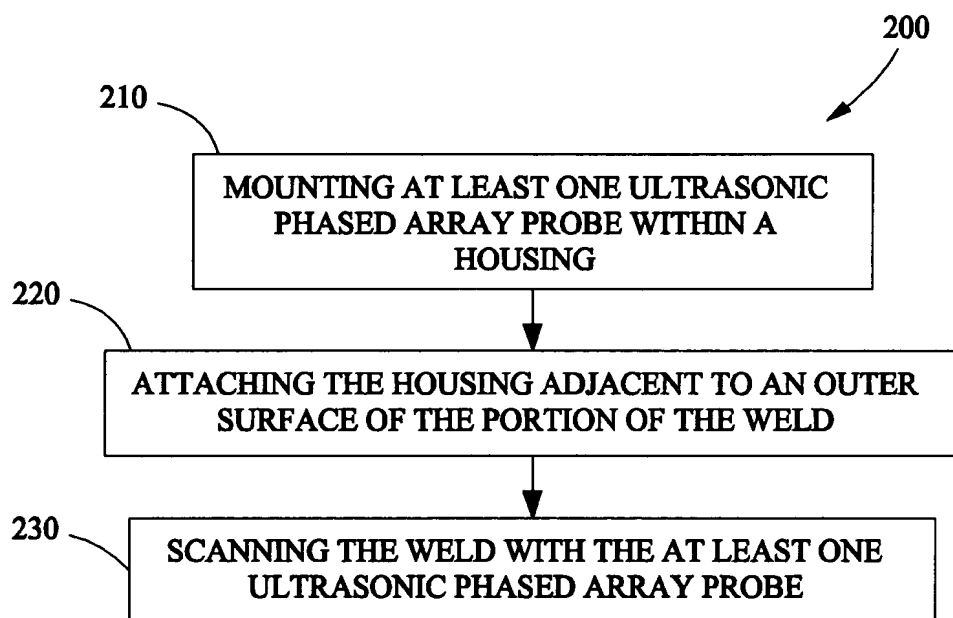 200
210
MOUNTING AT LEAST ONE ULTRASONIC
PHASED ARRAY PROBE WITHIN A
HOUSING
220
ATTACHING THE HOUSING ADJACENT TO AN OUTER
SURFACE OF THE PORTION OF THE WELD
230
SCANNING THE WELD WITH THE AT LEAST ONE
ULTRASONIC PHASED ARRAY PROBE